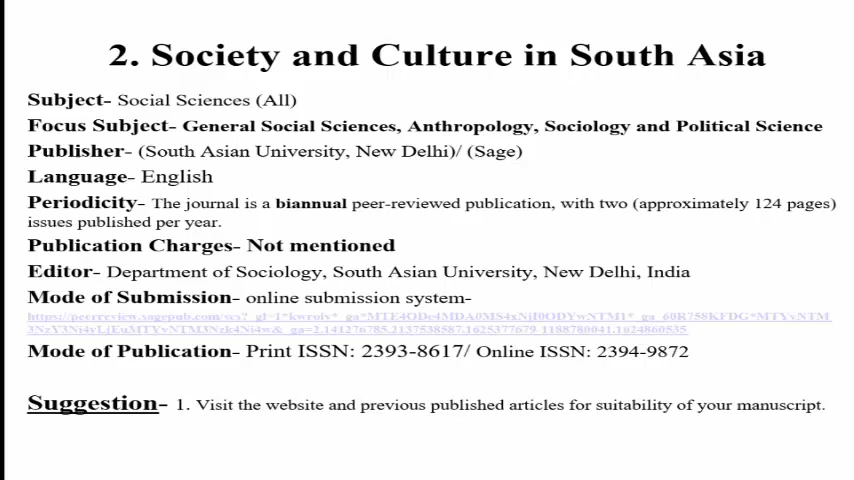 2. Society and Culture in South Asia
Subject- Social Sciences (All)
Focus Subject- General Social Sciences, Anthropology, Sociology and Political Science
Publisher- (South Asian University, New Delhi)/ (Sage)
Language- English
Periodicity- The journal is a biannual peer-reviewed publication, with two (approximately 124 pages)
issues published per year.
Publication Charges- Not mentioned
Editor- Department of Sociology, South Asian University, New Delhi, India
Mode of Submission- online submission system-
Mode of Publication- Print ISSN: 2393-8617/ Online ISSN: 2394-9872
Suggestion- 1. Visit the website and previous published articles for suitability of your manuscript.